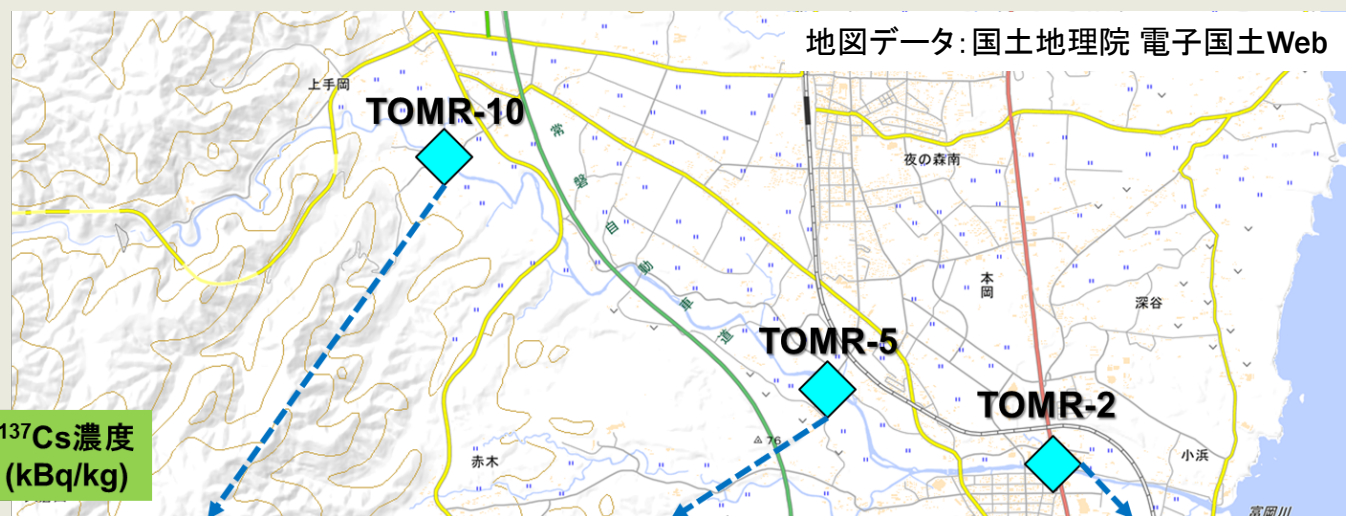 地図データ：国土地理院 電子国土Web
上手岡
TOMR-10
常磐自動車道
夜の森南
本岡
深谷
TOMR-5
TOMR-2
76
小浜
赤木
137Cs濃度
(kBq/kg)
富岡川